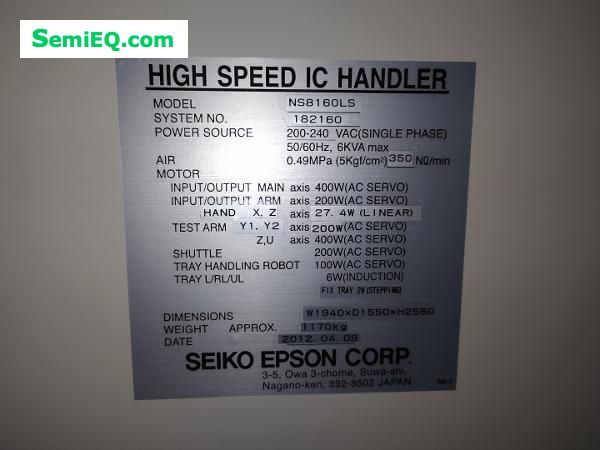 SemiEQ.com
HIGH SPEED IC HANDLER
MODEL NS8160LS
SYSTEM NO. 182160
POWER SOURCE 200-240 VAC(SINGLE PHASE)
50/60Hz, 6KVA max
AIR 0.49MPa (5Kgf/cm²) 350 Nℓ/min
MOTOR
INPUT/OUTPUT MAIN axis 400W(AC SERVO)
INPUT/OUTPUT ARM axis 200W(AC SERVO)
HAND X, Z axis 27.4W(LINEAR)
TEST ARM Y1, Y2 axis 200W(AC SERVO)
Z,U axis 400W(AC SERVO)
SHUTTLE 200W(AC SERVO)
TRAY HANDLING ROBOT 100W(AC SERVO)
TRAY L/RL/UL 6W(INDUCTION)
FIX TRAY 2W(STEPPING)
DIMENSIONS W1940×D1550×H2550
WEIGHT APPROX. 1170kg
DATE 2012.04.09
SEIKO EPSON CORP.
3-5, Owa 3-chome, Suwa-shi,
Nagano-ken, 392-8502 JAPAN